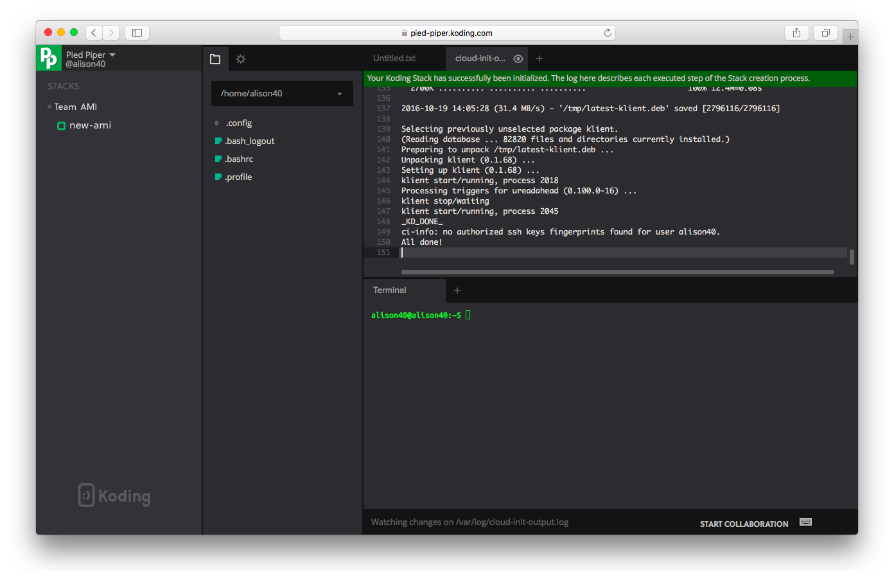 pied-piper.koding.com
Pied Piper
@alison40
STACKS
Team AMI
new-ami
/home/alison40
.config
.bash_logout
.bashrc
.profile
Untitled.txt
cloud-init-o...
Your Koding Stack has successfully been initialized. The log here describes each executed step of the Stack creation process.
135 2700K .......... .......... .......... 100% 12.4M=0.08s
136
137 2016-10-19 14:05:28 (31.4 MB/s) - '/tmp/latest-klient.deb' saved [2796116/2796116]
138
139 Selecting previously unselected package klient.
140 (Reading database ... 82820 files and directories currently installed.)
141 Preparing to unpack /tmp/latest-klient.deb ...
142 Unpacking klient (0.1.68) ...
143 Setting up klient (0.1.68) ...
144 klient start/running, process 2018
145 Processing triggers for ureadahead (0.100.0-16) ...
146 klient stop/waiting
147 klient start/running, process 2045
148 _KD_DONE_
149 ci-info: no authorized ssh keys fingerprints found for user alison40.
150 All done!
151
Terminal
alison40@alison40:~$
Koding
Watching changes on /var/log/cloud-init-output.log
START COLLABORATION